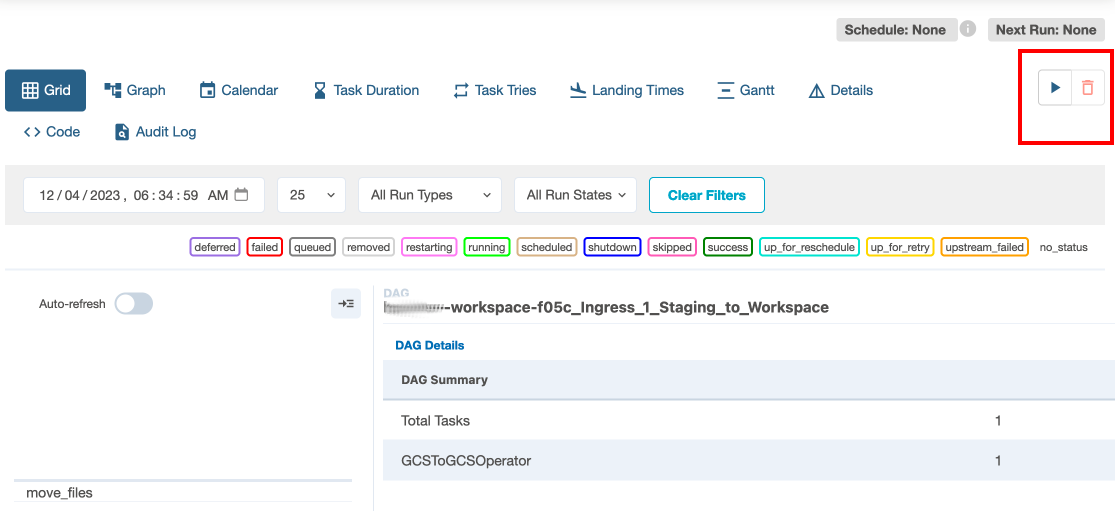 Schedule: None Next Run: None
Grid Graph Calendar Task Duration Task Tries Landing Times Gantt Details
Code Audit Log
12 / 04 / 2023 , 06 : 34 : 59 AM 25 All Run Types All Run States Clear Filters
deferred failed queued removed restarting running scheduled shutdown skipped success up_for_reschedule up_for_retry upstream_failed no_status
Auto-refresh
DAG
-workspace-f05c_Ingress_1_Staging_to_Workspace
DAG Details
DAG Summary
Total Tasks 1
GCSToGCSOperator 1
move_files